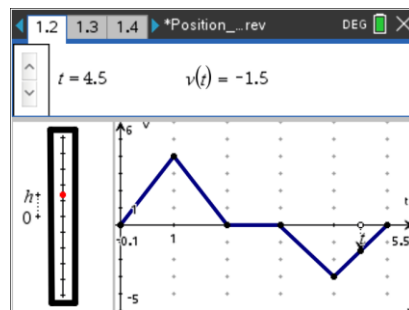 1.2 1.3 1.4 *Position_...rev DEG
t = 4.5 v(t) = −1.5
6 v
h
0
1
t
-0.1 1 t 5.5
-5